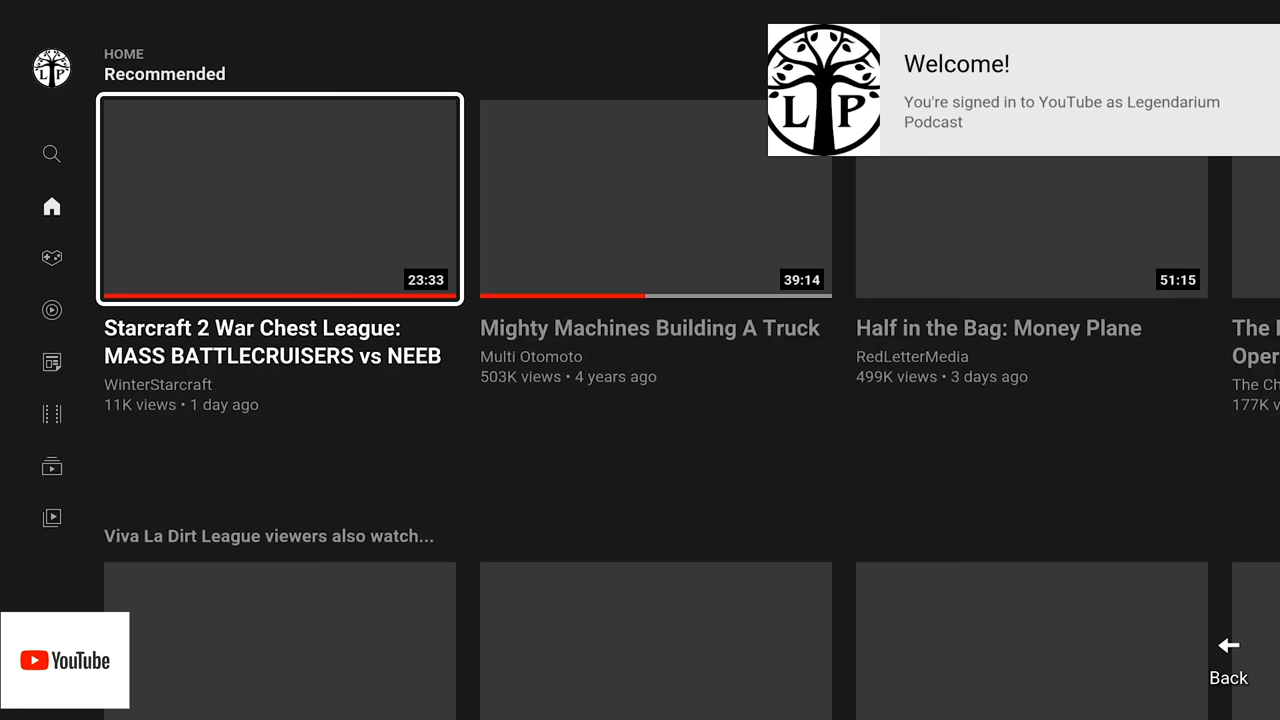 HOME
Recommended
L P
L P
Welcome!
You're signed in to YouTube as Legendarium
Podcast
23:33
39:14
51:15
Starcraft 2 War Chest League:
MASS BATTLECRUISERS vs NEEB
WinterStarcraft
11K views • 1 day ago
Mighty Machines Building A Truck
Multi Otomoto
503K views • 4 years ago
Half in the Bag: Money Plane
RedLetterMedia
499K views • 3 days ago
The
Oper
The Ch
177K v
Viva La Dirt League viewers also watch...
YouTube
Back